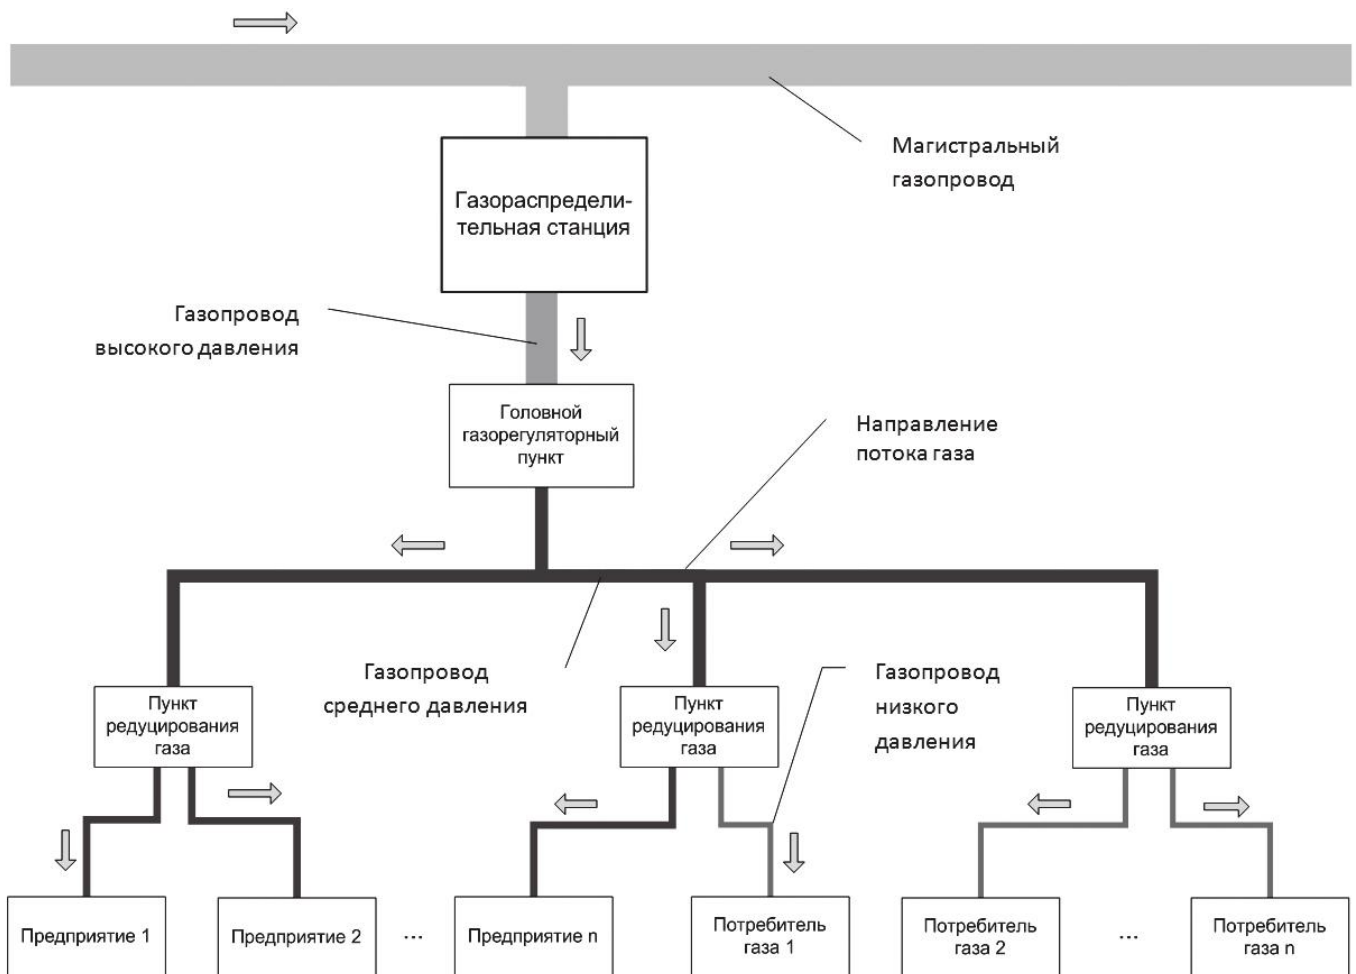 Магистральный
газопровод
Газораспредели-
тельная станция
Газопровод
высокого давления
Головной
газорегуляторный
пункт
Направление
потока газа
Газопровод
среднего давления
Газопровод
низкого
давления
Пункт
редуцирования
газа
Пункт
редуцирования
газа
Пункт
редуцирования
газа
Предприятие 1
Предприятие 2
...
Предприятие n
Потребитель
газа 1
Потребитель
газа 2
...
Потребитель
газа n